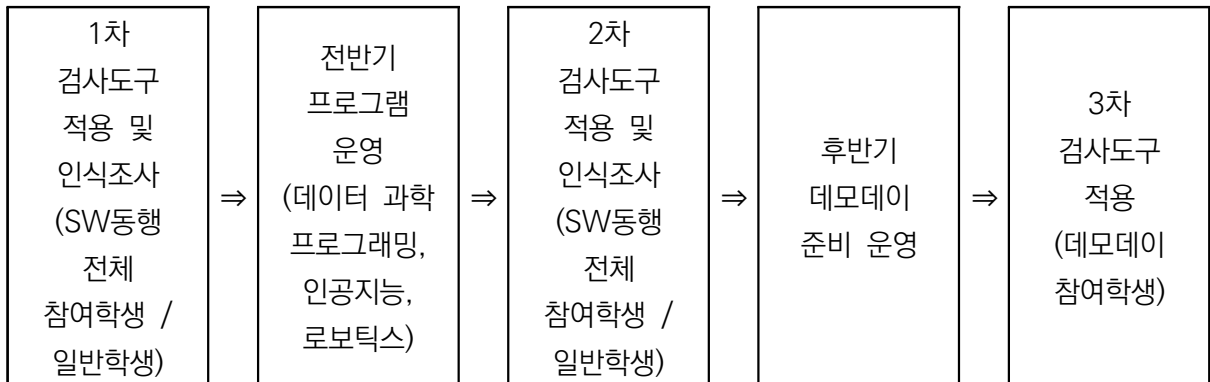 1차
검사도구
적용 및
인식조사
(SW동행
전체
참여학생 /
일반학생)
⇒
전반기
프로그램
운영
(데이터 과학
프로그래밍,
인공지능,
로보틱스)
⇒
2차
검사도구
적용 및
인식조사
(SW동행
전체
참여학생 /
일반학생)
⇒
후반기
데모데이
준비 운영
⇒
3차
검사도구
적용
(데모데이
참여학생)